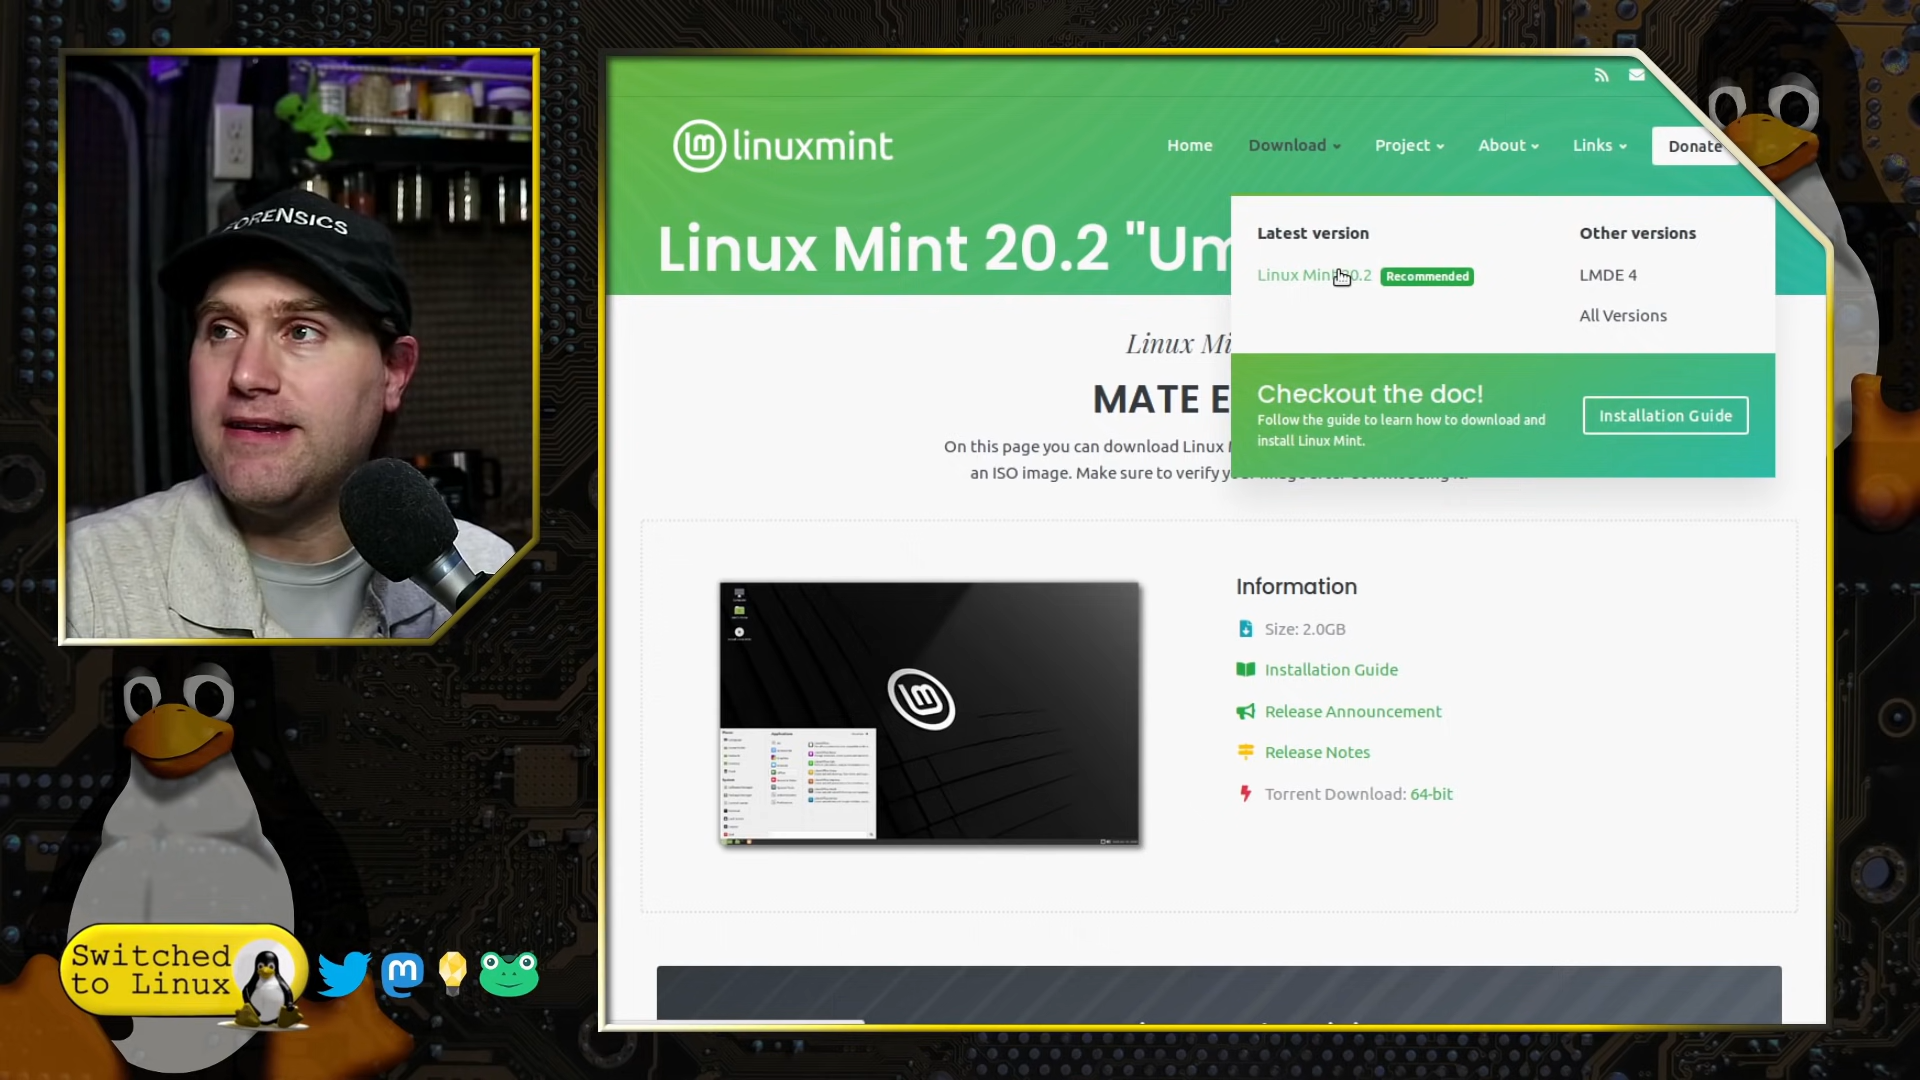 FORENSICS
linuxmint
Home
Download
Project
About
Links
Donate
Linux Mint 20.2 "Um
Latest version
Linux Mint 20.2
Recommended
Other versions
LMDE 4
All Versions
Checkout the doc!
Follow the guide to learn how to download and
install Linux Mint.
Installation Guide
Linux Mi
MATE E
On this page you can download Linux M
an ISO image. Make sure to verify
Information
Size: 2.0GB
Installation Guide
Release Announcement
Release Notes
Torrent Download: 64-bit
Switched
to Linux